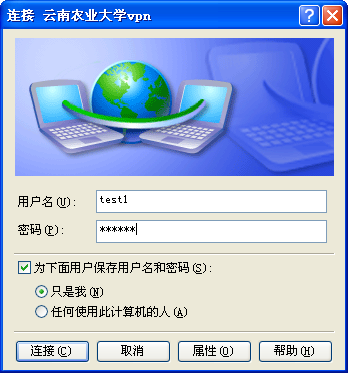 连接 云南农业大学vpn
用户名(U): test1
密码(P): ******
为下面用户保存用户名和密码(S):
只是我(N)
任何使用此计算机的人(A)
连接(C) 取消 属性(O) 帮助(H)